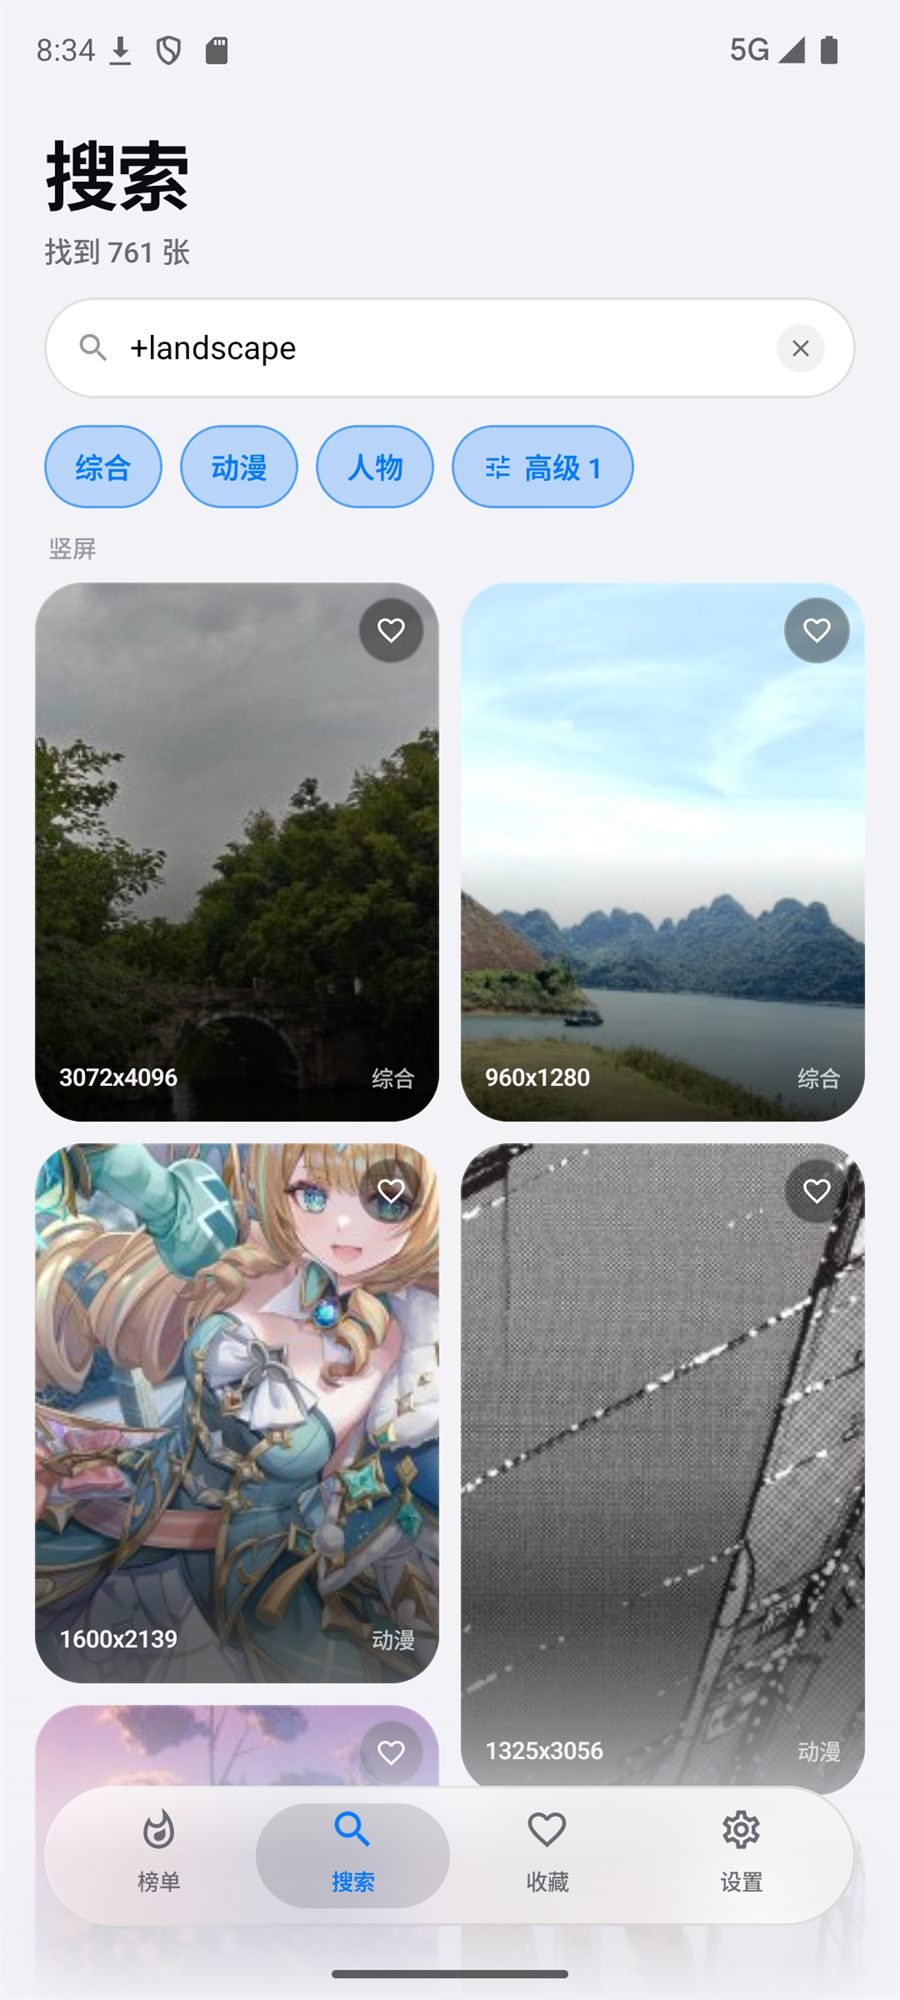 8:34
5G
搜索
找到 761 张
+landscape
综合 动漫 人物 高级 1
竖屏
3072x4096 综合
960x1280 综合
1600x2139 动漫
1325x3056 动漫
榜单 搜索 收藏 设置